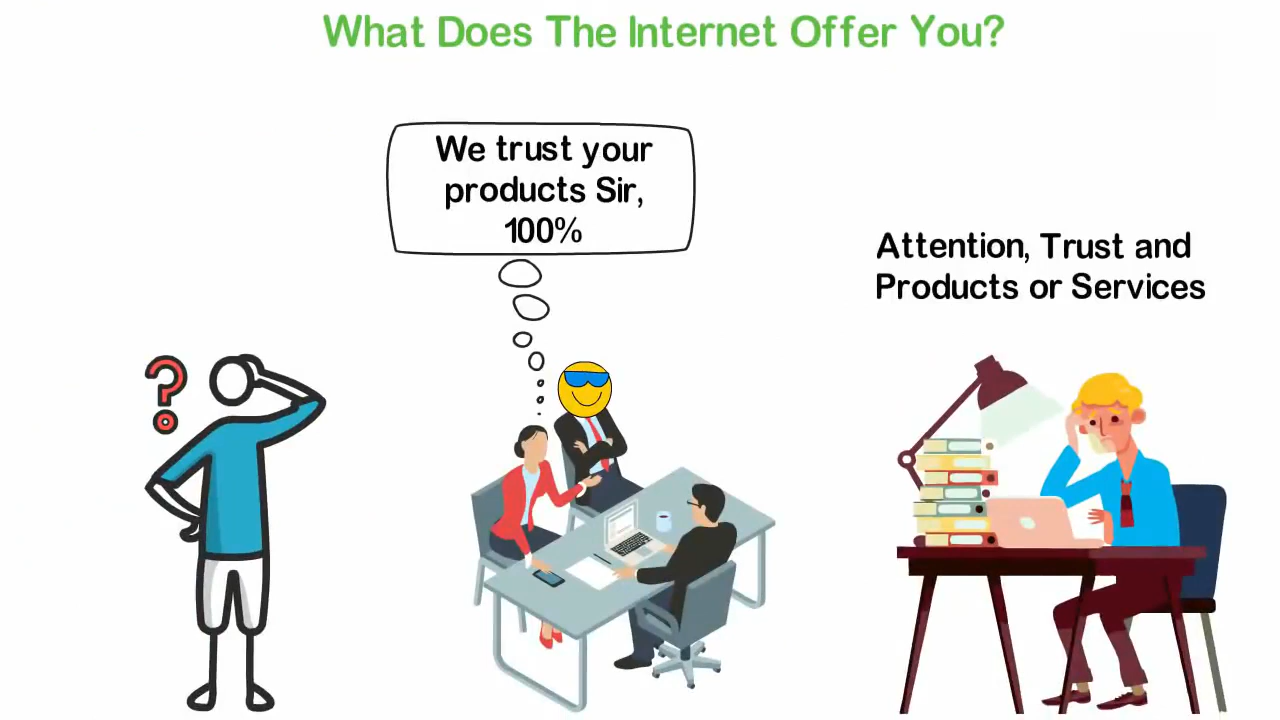 What Does The Internet Offer You?
We trust your
products Sir,
100%
Attention, Trust and
Products or Services
?